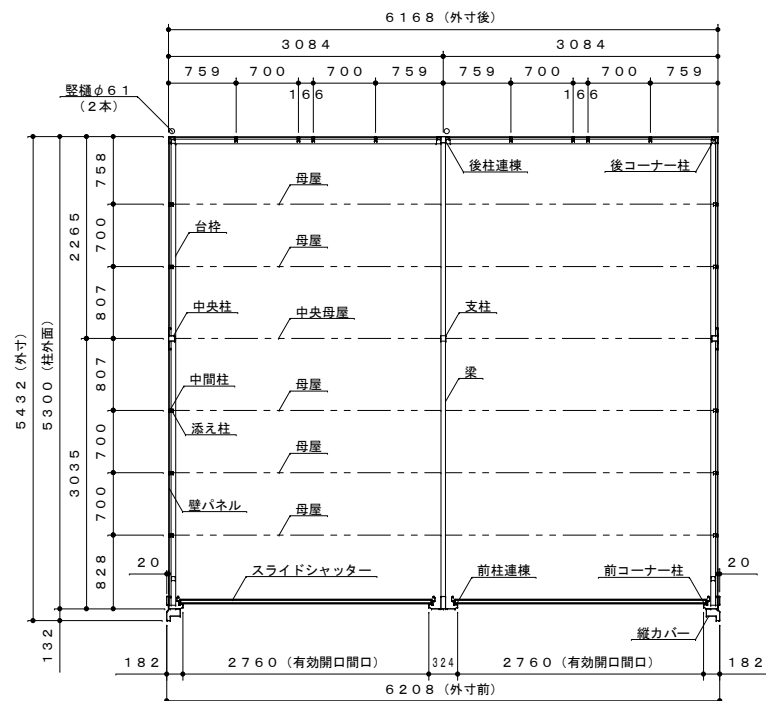 6168（外寸後）
3084
3084
759
700
700
759
759
700
700
759
166
166
竪樋φ61
（2本）
後柱連棟
後コーナー柱
758
母屋
2265
700
台枠
母屋
807
中央柱
中央母屋
支柱
5432（外寸）
5300（柱外面）
807
中間柱
母屋
梁
添え柱
3035
700
母屋
700
壁パネル
母屋
828
20
スライドシャッター
前柱連棟
前コーナー柱
20
132
縦カバー
182
2760（有効開口間口）
324
2760（有効開口間口）
182
6208（外寸前）